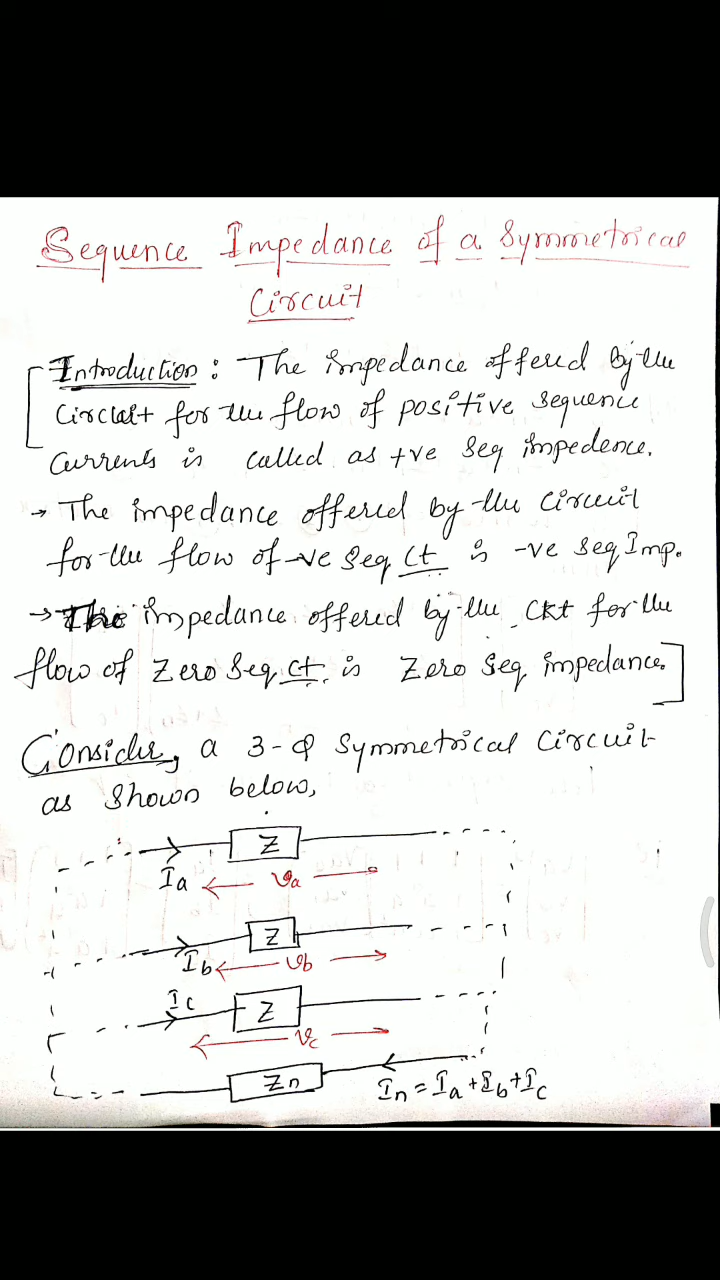 Sequence Impedance of a Symmetrical
Circuit
Introduction : The impedance offered by the
Circuit for the flow of positive sequence
Currents is called as +ve Seq impedence.
→ The impedance offered by the circuit
for the flow of -ve Seq Ct is -ve seq Imp.
→ The impedance offered by the Ckt for the
flow of Zero Seq Ct. is Zero Seq impedance.
Consider, a 3-φ Symmetrical Circuit
as shown below,
Z
Ia Va
Z
Ib Vb
Ic
Z
Vc
Zn
In = Ia + Ib + Ic